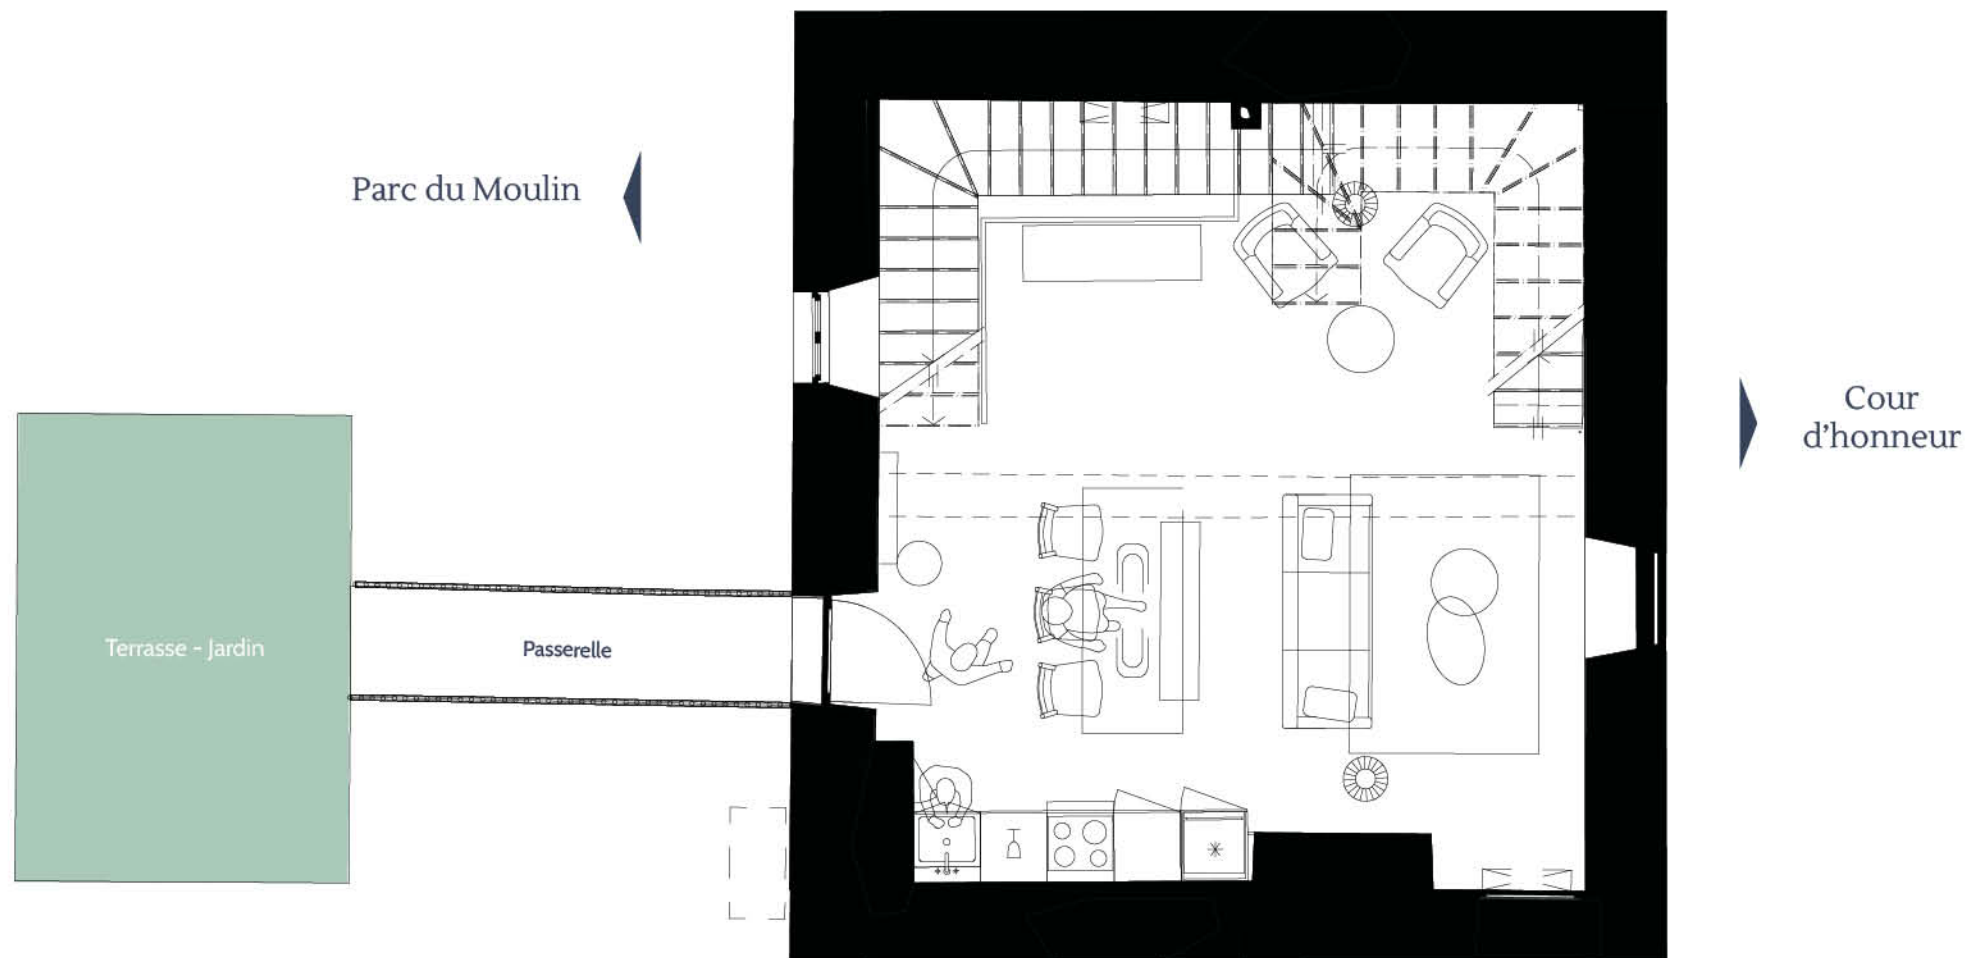 Parc du Moulin
Cour
d'honneur
Terrasse - Jardin
Passerelle